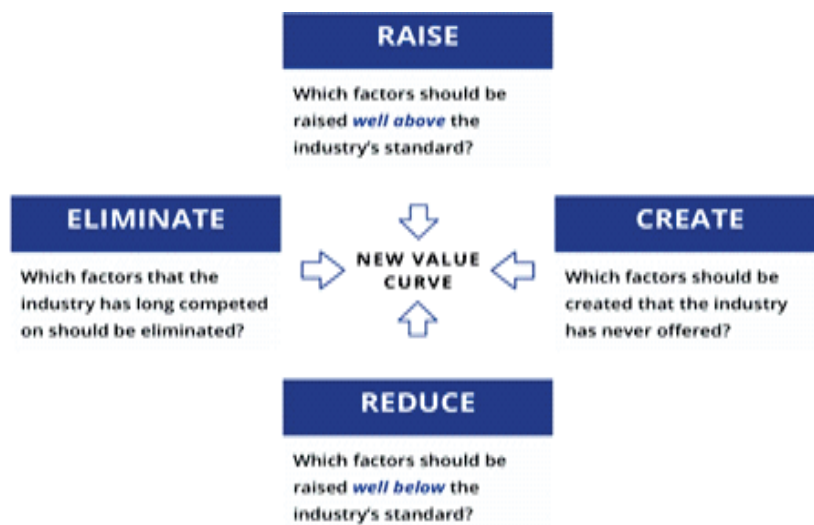 RAISE
Which factors should be
raised well above the
industry's standard?
ELIMINATE
Which factors that the
industry has long competed
on should be eliminated?
NEW VALUE
CURVE
CREATE
Which factors should be
created that the industry
has never offered?
REDUCE
Which factors should be
raised well below the
industry's standard?